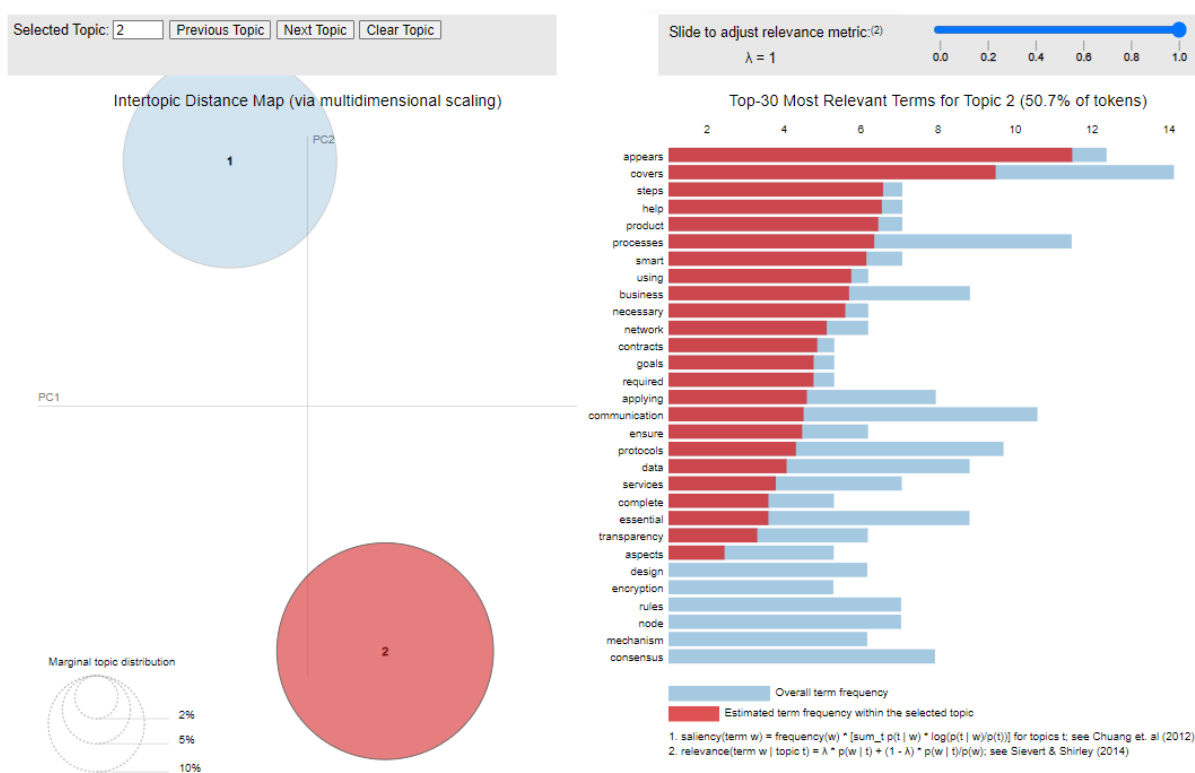 Selected Topic: 2 Previous Topic Next Topic Clear Topic
Slide to adjust relevance metric:(2)
λ = 1
0.0 0.2 0.4 0.6 0.8 1.0
Intertopic Distance Map (via multidimensional scaling)
PC2
1
PC1
2
Marginal topic distribution
2%
5%
10%
Top-30 Most Relevant Terms for Topic 2 (50.7% of tokens)
2 4 6 8 10 12 14
appears
covers
steps
help
product
processes
smart
using
business
necessary
network
contracts
goals
required
applying
communication
ensure
protocols
data
services
complete
essential
transparency
aspects
design
encryption
rules
node
mechanism
consensus
Overall term frequency
Estimated term frequency within the selected topic
1. saliency(term w) = frequency(w) * [sum_t p(t | w) * log(p(t | w)/p(t))] for topics t; see Chuang et. al (2012)
2. relevance(term w | topic t) = λ * p(w | t) + (1 - λ) * p(w | t)/p(w); see Sievert & Shirley (2014)